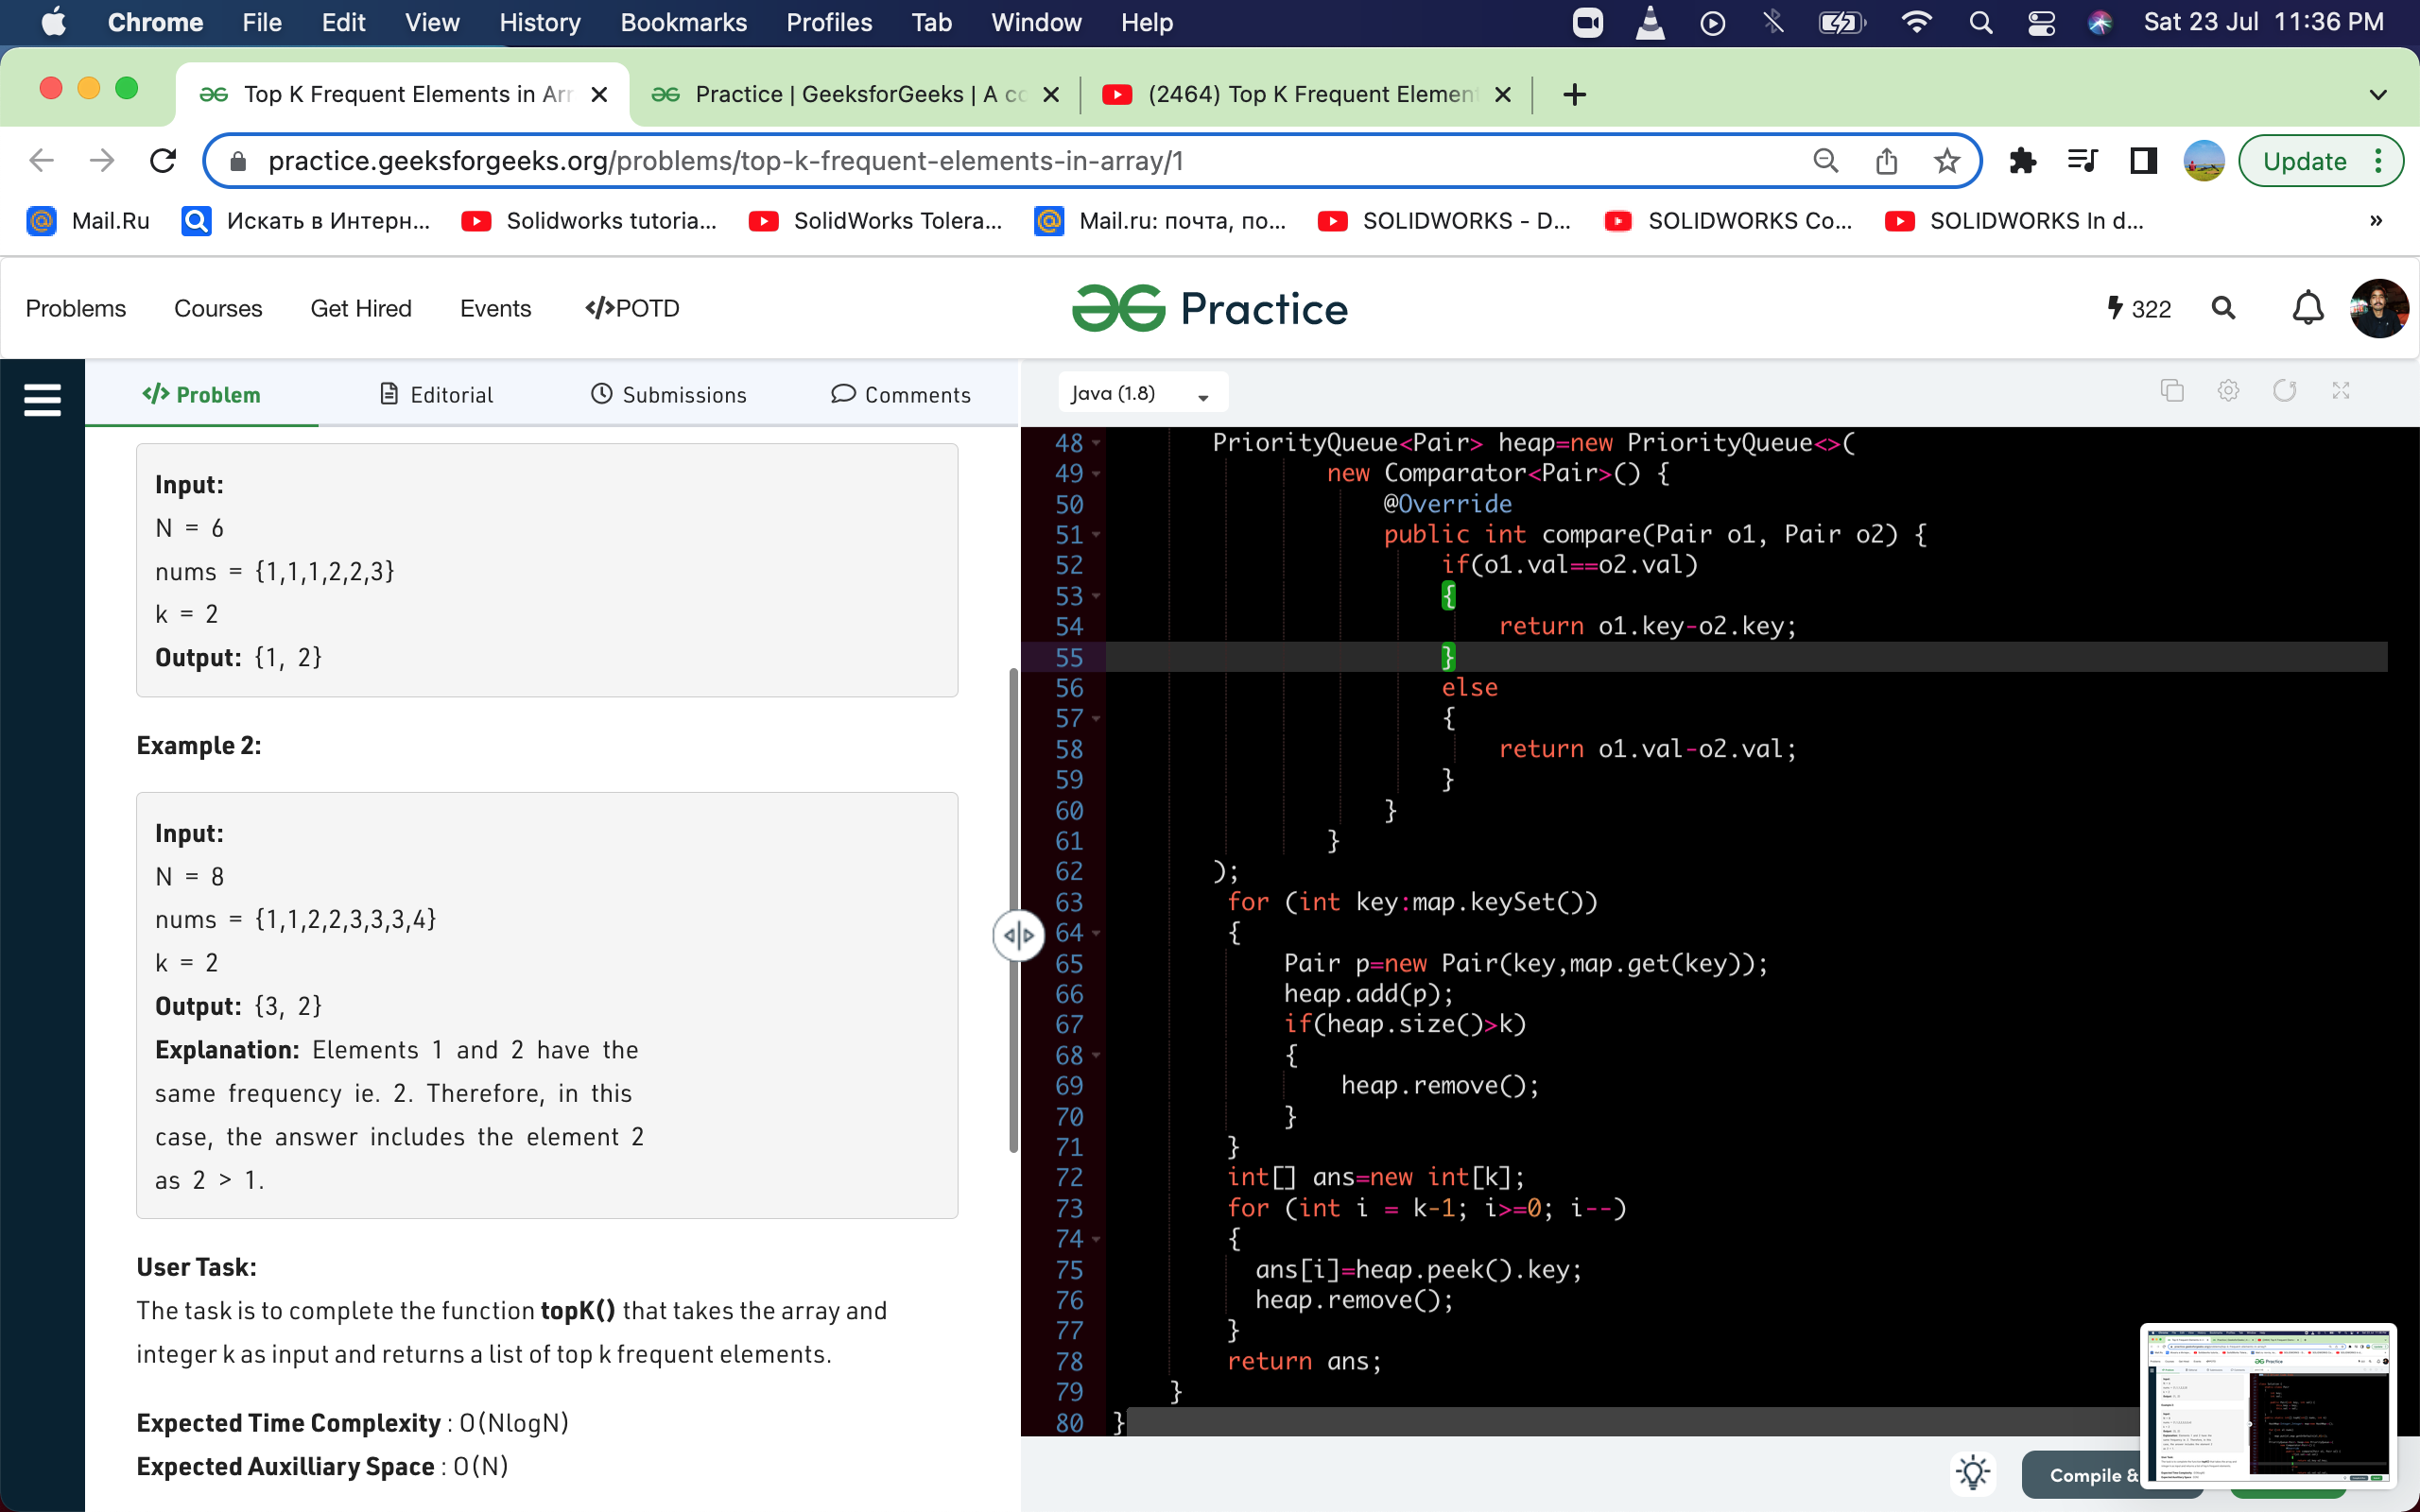 Chrome File Edit View History Bookmarks Profiles Tab Window Help Sat 23 Jul 11:36 PM
Top K Frequent Elements in Arr Practice | GeeksforGeeks | A co (2464) Top K Frequent Element
practice.geeksforgeeks.org/problems/top-k-frequent-elements-in-array/1 Update
Mail.Ru Искать в Интерн... Solidworks tutoria... SolidWorks Tolera... Mail.ru: почта, по... SOLIDWORKS - D... SOLIDWORKS Co... SOLIDWORKS In d... »
Problems Courses Get Hired Events </>POTD Practice 322
</> Problem Editorial Submissions Comments
Input:
N = 6
nums = {1,1,1,2,2,3}
k = 2
Output: {1, 2}
Example 2:
Input:
N = 8
nums = {1,1,2,2,3,3,3,4}
k = 2
Output: {3, 2}
Explanation: Elements 1 and 2 have the
same frequency ie. 2. Therefore, in this
case, the answer includes the element 2
as 2 > 1.
User Task:
The task is to complete the function topK() that takes the array and
integer k as input and returns a list of top k frequent elements.
Expected Time Complexity : O(NlogN)
Expected Auxilliary Space : O(N)
Java (1.8)
48 PriorityQueue<Pair> heap=new PriorityQueue<>(
49 new Comparator<Pair>() {
50 @Override
51 public int compare(Pair o1, Pair o2) {
52 if(o1.val==o2.val)
53 {
54 return o1.key-o2.key;
55 }
56 else
57 {
58 return o1.val-o2.val;
59 }
60 }
61 }
62 );
63 for (int key:map.keySet())
64 {
65 Pair p=new Pair(key,map.get(key));
66 heap.add(p);
67 if(heap.size()>k)
68 {
69 heap.remove();
70 }
71 }
72 int[] ans=new int[k];
73 for (int i = k-1; i>=0; i--)
74 {
75 ans[i]=heap.peek().key;
76 heap.remove();
77 }
78 return ans;
79 }
80 }
Compile &